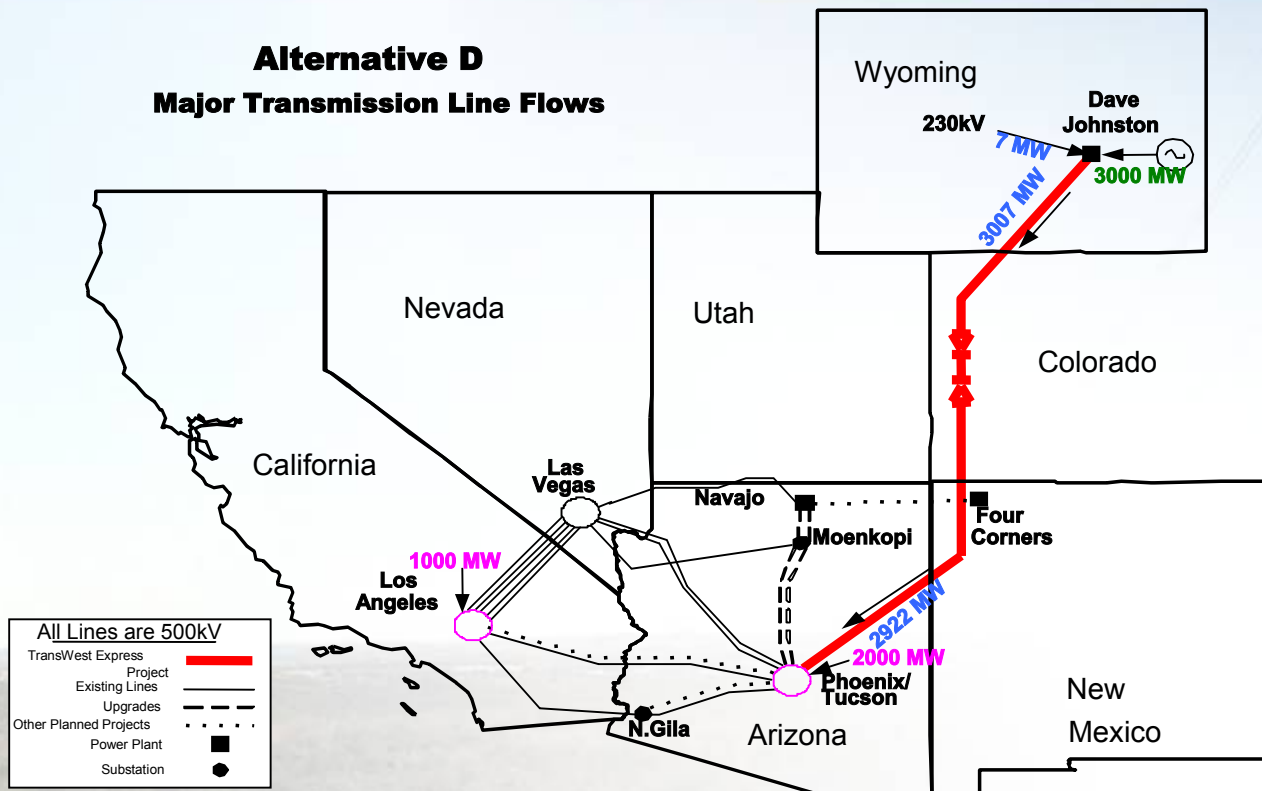 Alternative D
Major Transmission Line Flows
Wyoming
Dave
Johnston
230kV
7 MW
3000 MW
3007 MW
Nevada
Utah
Colorado
California
Las
Vegas
Navajo
Four
Corners
Moenkopi
1000 MW
Los
Angeles
2922 MW
2000 MW
Phoenix/
Tucson
N.Gila
Arizona
New
Mexico
All Lines are 500kV
TransWest Express
Project
Existing Lines
Upgrades
Other Planned Projects
Power Plant
Substation